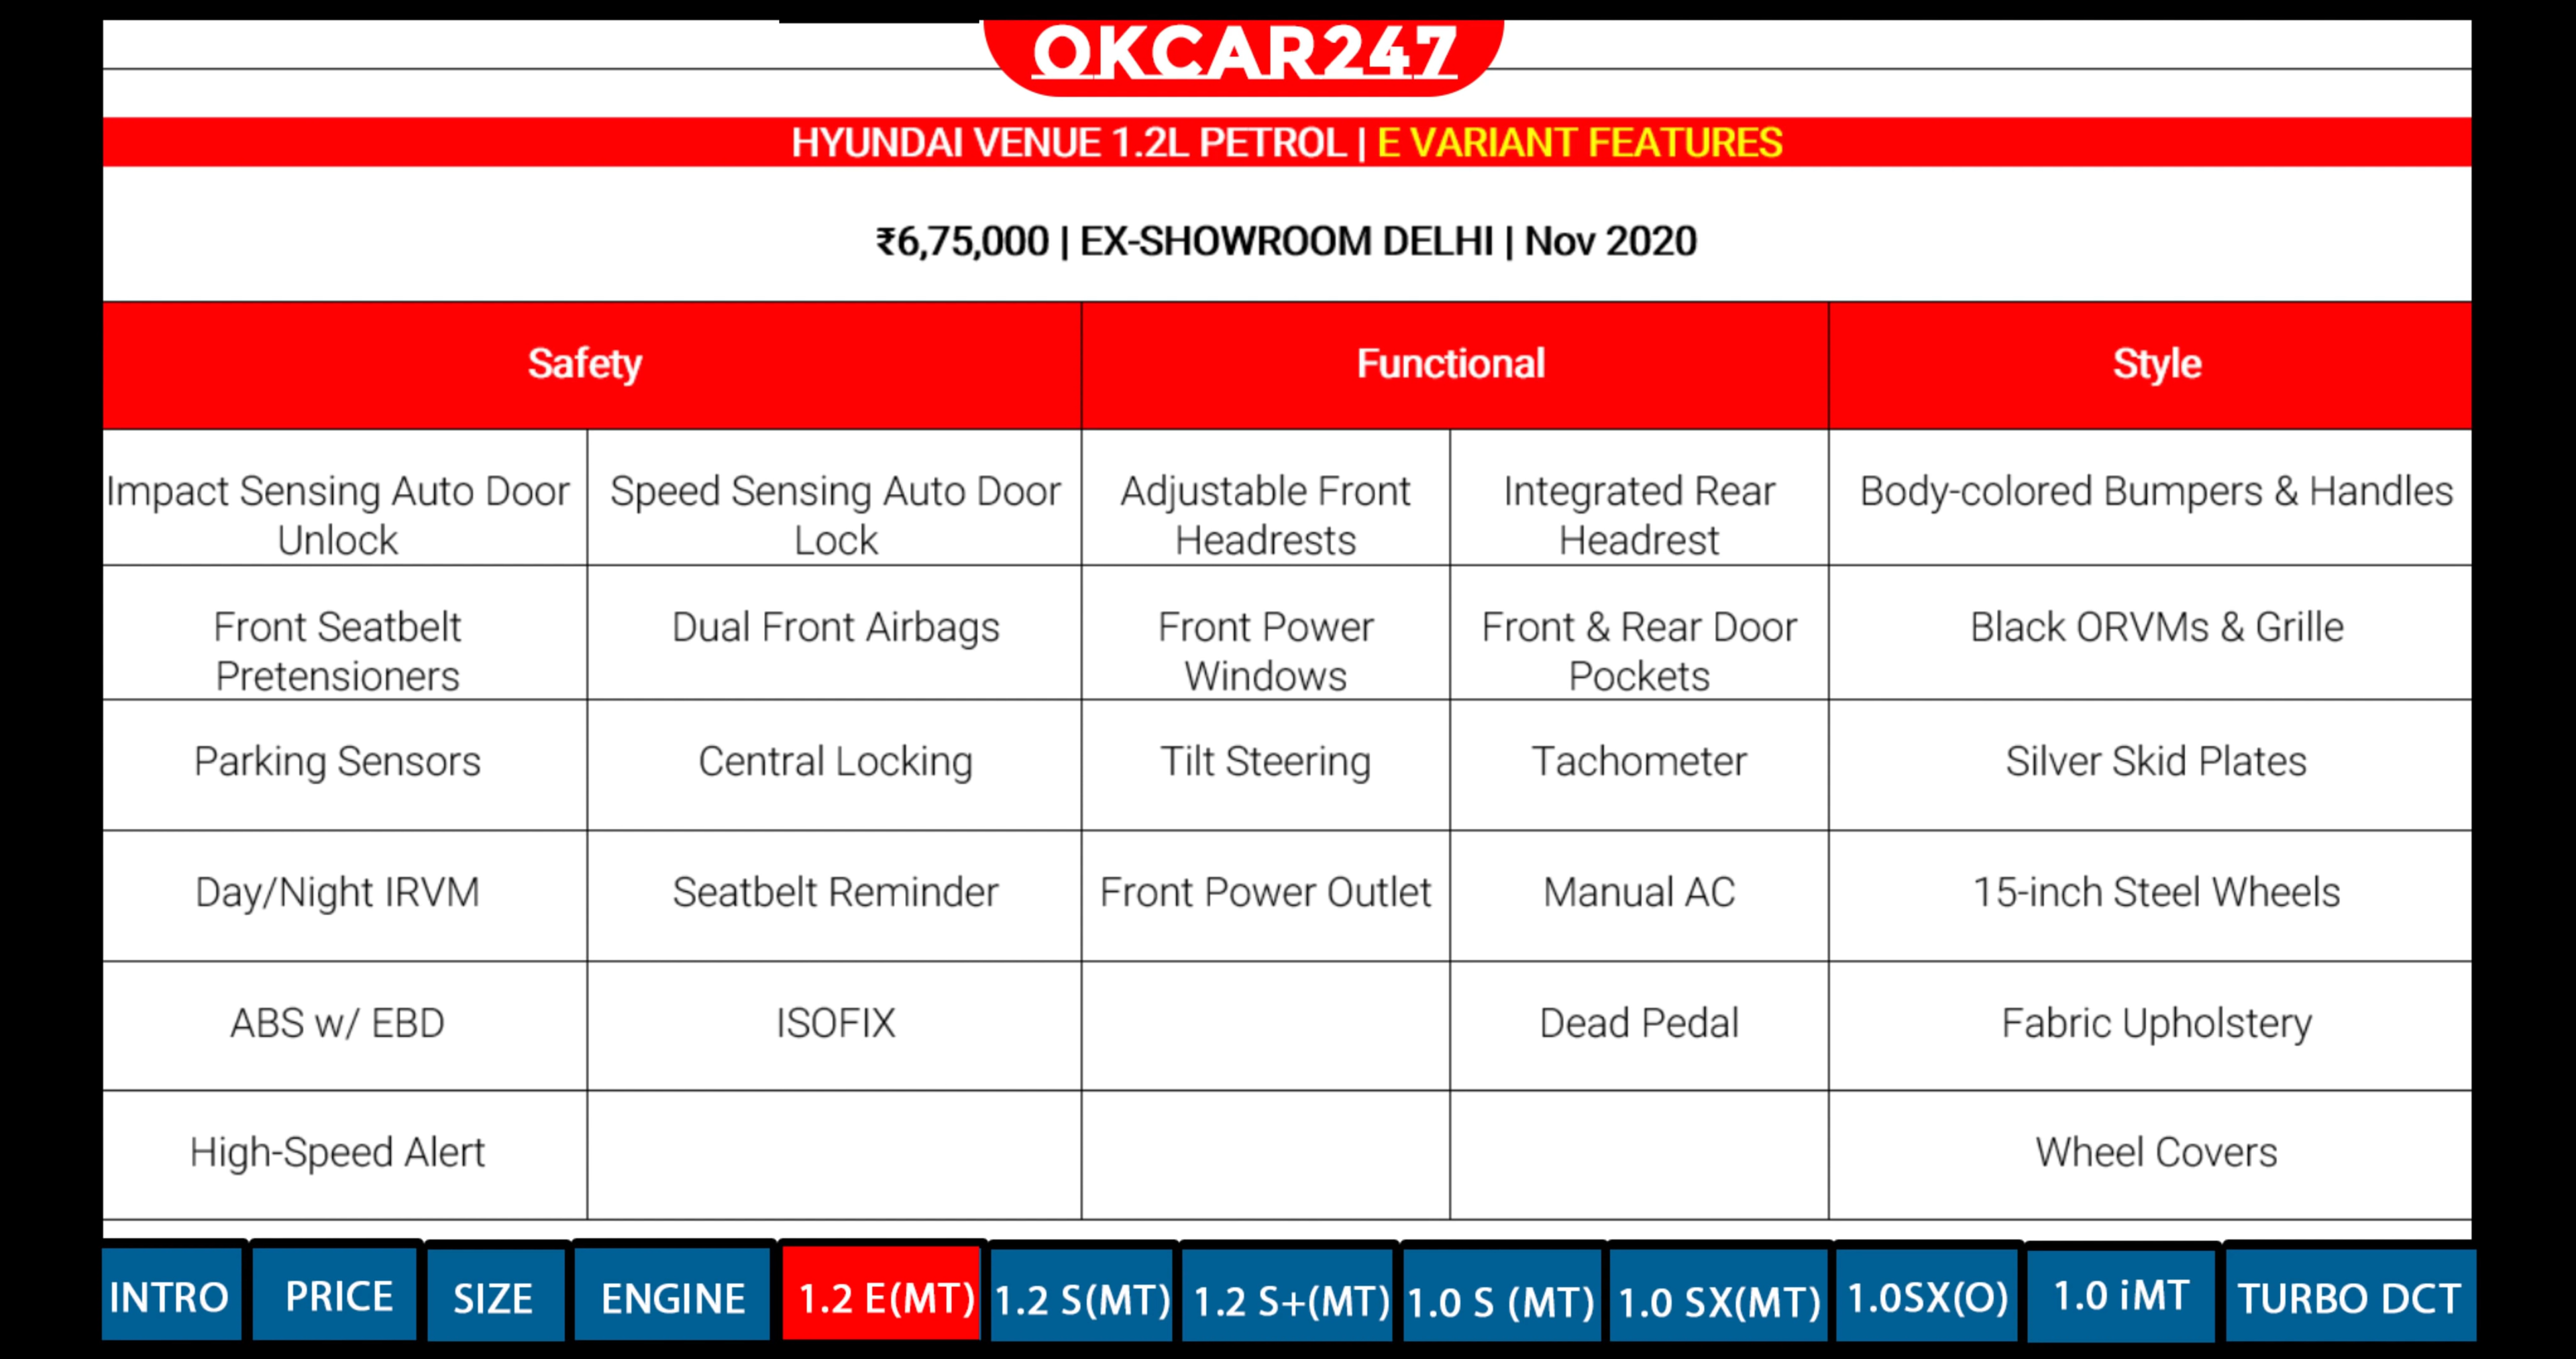 OKCAR247
HYUNDAI VENUE 1.2L PETROL | E VARIANT FEATURES
₹6,75,000 | EX-SHOWROOM DELHI | Nov 2020
Safety Functional Style
Impact Sensing Auto Door Speed Sensing Auto Door Adjustable Front Integrated Rear Body-colored Bumpers & Handles
Unlock Lock Headrests Headrest
Front Seatbelt Dual Front Airbags Front Power Front & Rear Door Black ORVMs & Grille
Pretensioners Windows Pockets
Parking Sensors Central Locking Tilt Steering Tachometer Silver Skid Plates
Day/Night IRVM Seatbelt Reminder Front Power Outlet Manual AC 15-inch Steel Wheels
ABS w/ EBD ISOFIX Dead Pedal Fabric Upholstery
High-Speed Alert Wheel Covers
INTRO PRICE SIZE ENGINE 1.2 E(MT) 1.2 S(MT) 1.2 S+(MT) 1.0 S (MT) 1.0 SX(MT) 1.0SX(O) 1.0 iMT TURBO DCT